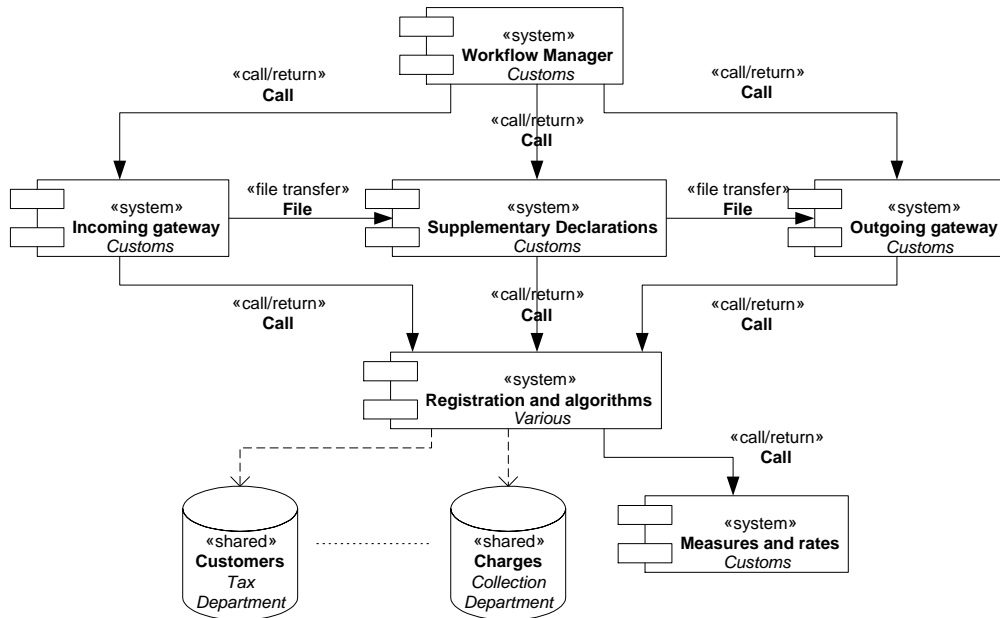 «system»
Workflow Manager
Customs
«call/return»
Call
«call/return»
Call
«call/return»
Call
«system»
Incoming gateway
Customs
«file transfer»
File
«system»
Supplementary Declarations
Customs
«file transfer»
File
«system»
Outgoing gateway
Customs
«call/return»
Call
«call/return»
Call
«call/return»
Call
«system»
Registration and algorithms
Various
«call/return»
Call
«shared»
Customers
Tax
Department
«shared»
Charges
Collection
Department
«system»
Measures and rates
Customs